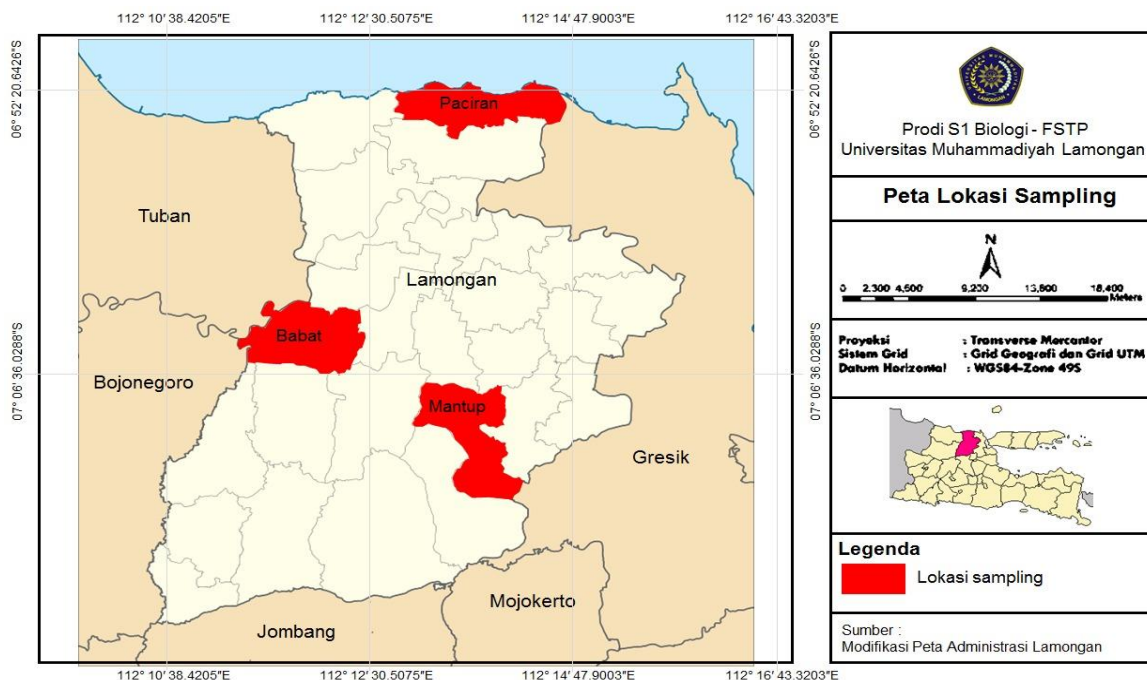 112° 10' 38.4205"E 112° 12' 30.5075"E 112° 14' 47.9003"E 112° 16' 43.3203"E
06° 52' 20.6426"S
07° 06' 36.0288"S
Paciran
Tuban
Lamongan
Babat
Bojonegoro
Mantup
Gresik
Mojokerto
Jombang
06° 52' 20.6426"S
07° 06' 36.0288"S
112° 10' 38.4205"E 112° 12' 30.5075"E 112° 14' 47.9003"E 112° 16' 43.3203"E
UNIVERSITAS MUHAMMADIYAH
LAMONGAN
Prodi S1 Biologi - FSTP
Universitas Muhammadiyah Lamongan
Peta Lokasi Sampling
N
0 2.300 4,600 9,200 13,800 18,400
Meters
Proyeksi : Transverse Mercator
Sistem Grid : Grid Geografi dan Grid UTM
Datum Horizontal : WGS84-Zone 49S
Legenda
Lokasi sampling
Sumber :
Modifikasi Peta Administrasi Lamongan